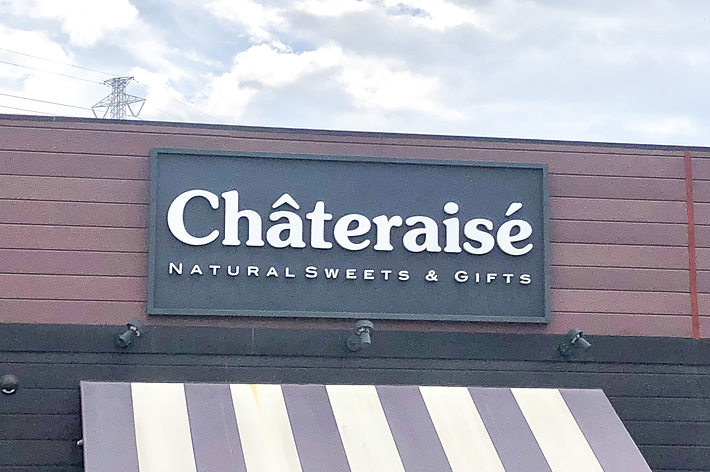 Châteraisé
NATURAL SWEETS & GIFTS